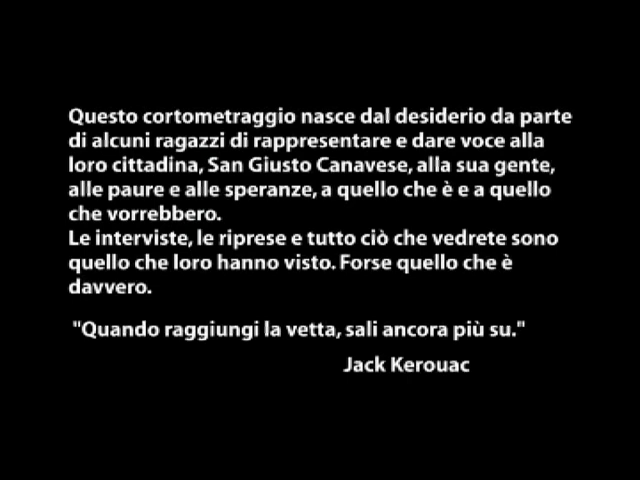 Questo cortometraggio nasce dal desiderio da parte
di alcuni ragazzi di rappresentare e dare voce alla
loro cittadina, San Giusto Canavese, alla sua gente,
alle paure e alle speranze, a quello che è e a quello
che vorrebbero.
Le interviste, le riprese e tutto ciò che vedrete sono
quello che loro hanno visto. Forse quello che è
davvero.
"Quando raggiungi la vetta, sali ancora più su."
Jack Kerouac